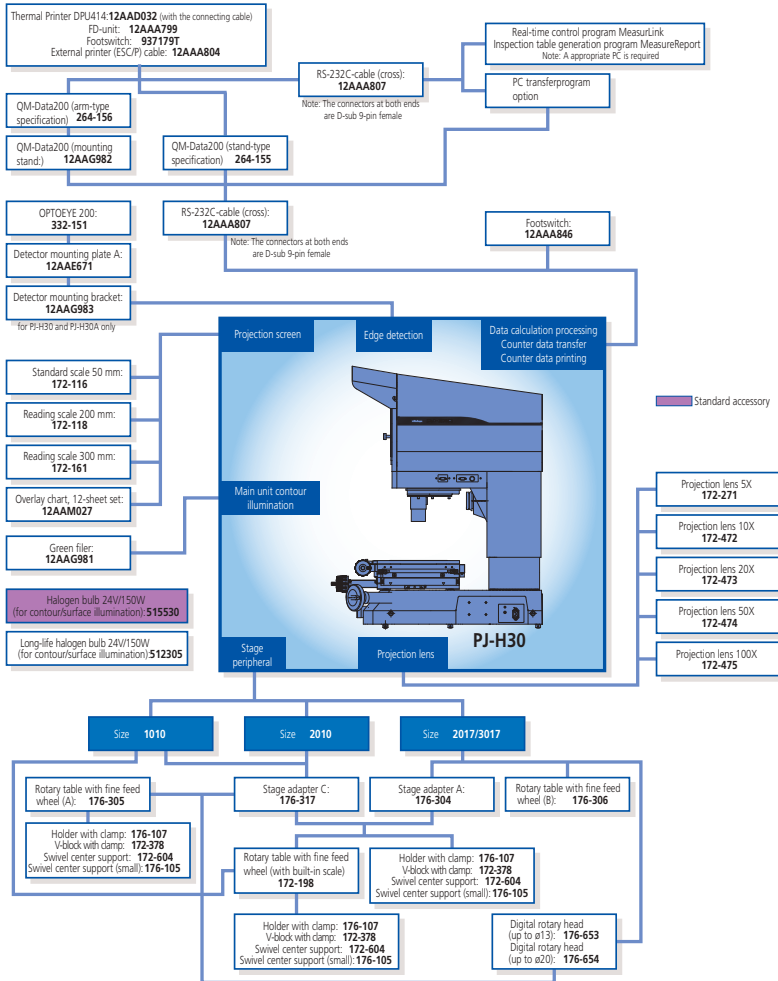 Thermal Printer DPU414:12AAD032 (with the connecting cable)
FD-unit: 12AAA799
Footswitch: 937179T
External printer (ESC/P) cable: 12AAA804
Real-time control program MeasurLink
Inspection table generation program MeasureReport
Note: A appropriate PC is required
RS-232C-cable (cross):
12AAA807
Note: The connectors at both ends
are D-sub 9-pin female
PC transferprogram
option
QM-Data200 (arm-type
specification) 264-156
QM-Data200 (mounting
stand:) 12AAG982
QM-Data200 (stand-type
specification) 264-155
OPTOEYE 200:
332-151
RS-232C-cable (cross):
12AAA807
Note: The connectors at both ends
are D-sub 9-pin female
Footswitch:
12AAA846
Detector mounting plate A:
12AAE671
Detector mounting bracket:
12AAG983
for PJ-H30 and PJ-H30A only
Projection screen
Edge detection
Data calculation processing
Counter data transfer
Counter data printing
Standard scale 50 mm:
172-116
Reading scale 200 mm:
172-118
Reading scale 300 mm:
172-161
Overlay chart, 12-sheet set:
12AAM027
Green filer:
12AAG981
Main unit contour
illumination
Standard accessory
Projection lens 5X
172-271
Projection lens 10X
172-472
Projection lens 20X
172-473
Projection lens 50X
172-474
Projection lens 100X
172-475
Halogen bulb 24V/150W
(for contour/surface illumination):515530
Long-life halogen bulb 24V/150W
(for contour/surface illumination):512305
PJ-H30
Stage
peripheral
Projection lens
Size 1010
Size 2010
Size 2017/3017
Rotary table with fine feed
wheel (A): 176-305
Stage adapter C:
176-317
Stage adapter A:
176-304
Rotary table with fine feed
wheel (B): 176-306
Holder with clamp: 176-107
V-block with clamp: 172-378
Swivel center support: 172-604
Swivel center support (small): 176-105
Rotary table with fine feed
wheel (with built-in scale)
172-198
Holder with clamp: 176-107
V-block with clamp: 172-378
Swivel center support: 172-604
Swivel center support (small): 176-105
Holder with clamp: 176-107
V-block with clamp: 172-378
Swivel center support: 172-604
Swivel center support (small): 176-105
Digital rotary head
(up to ø13): 176-653
Digital rotary head
(up to ø20): 176-654